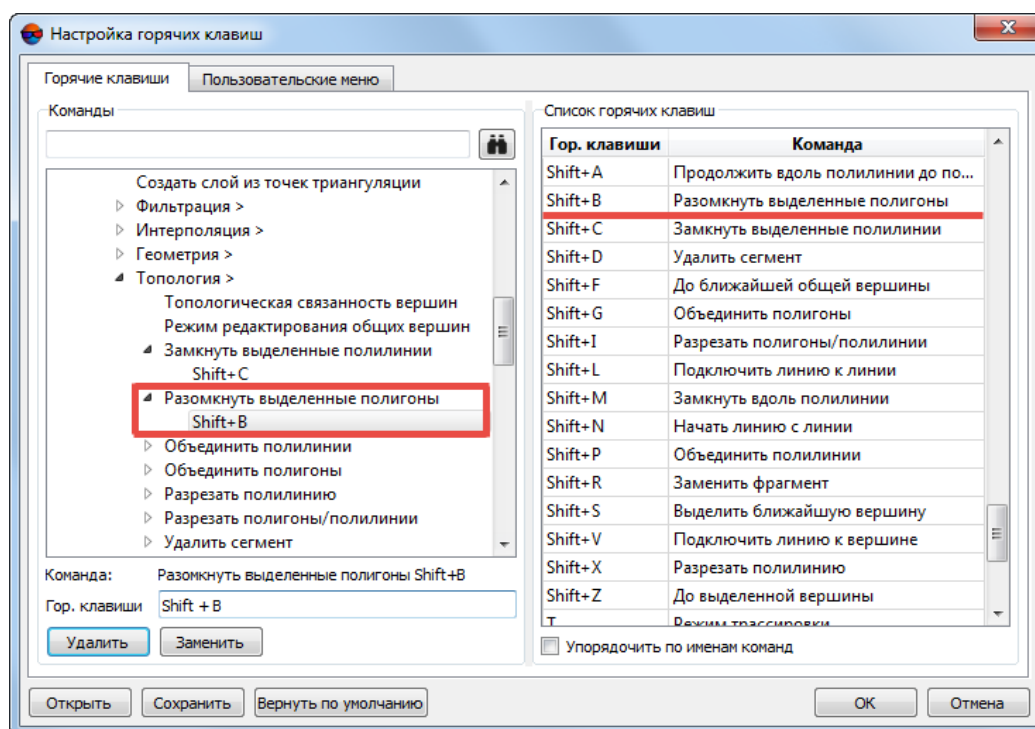 Настройка горячих клавиш
Горячие клавиши
Пользовательские меню
Команды
Создать слой из точек триангуляции
Фильтрация >
Интерполяция >
Геометрия >
Топология >
Топологическая связанность вершин
Режим редактирования общих вершин
Замкнуть выделенные полилинии
Shift+C
Разомкнуть выделенные полигоны
Shift+B
Объединить полилинии
Объединить полигоны
Разрезать полилинию
Разрезать полигоны/полилинии
Удалить сегмент
Команда: Разомкнуть выделенные полигоны Shift+B
Гор. клавиши Shift + B
Удалить
Заменить
Список горячих клавиш
Гор. клавиши Команда
Shift+A Продолжить вдоль полилинии до по...
Shift+B Разомкнуть выделенные полигоны
Shift+C Замкнуть выделенные полилинии
Shift+D Удалить сегмент
Shift+F До ближайшей общей вершины
Shift+G Объединить полигоны
Shift+I Разрезать полигоны/полилинии
Shift+L Подключить линию к линии
Shift+M Замкнуть вдоль полилинии
Shift+N Начать линию с линии
Shift+P Объединить полилинии
Shift+R Заменить фрагмент
Shift+S Выделить ближайшую вершину
Shift+V Подключить линию к вершине
Shift+X Разрезать полилинию
Shift+Z До выделенной вершины
T Режим трассировки
Упорядочить по именам команд
Открыть
Сохранить
Вернуть по умолчанию
OK
Отмена